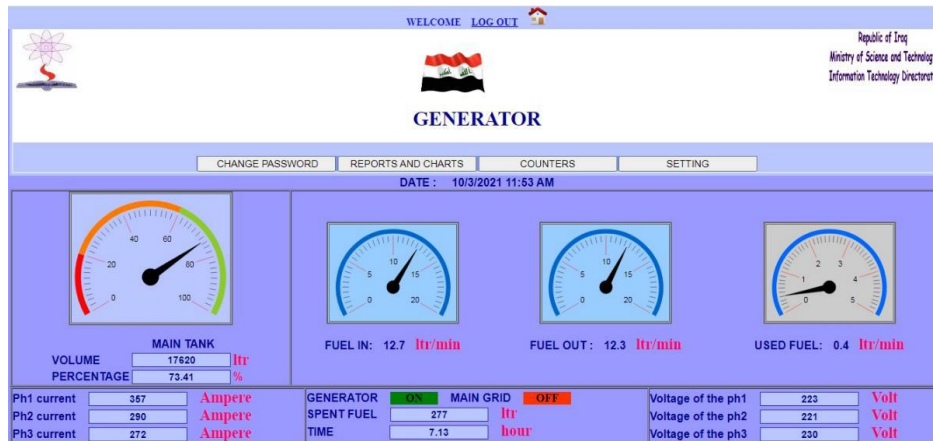 WELCOME LOG OUT
Republic of Iraq
Ministry of Science and Technolog
Information Technology Directorat
GENERATOR
CHANGE PASSWORD REPORTS AND CHARTS COUNTERS SETTING
DATE : 10/3/2021 11:53 AM
0 20 40 60 80 100
0 5 10 15 20
0 5 10 15 20
0 1 2 3 4 5
MAIN TANK
VOLUME 17620 ltr
PERCENTAGE 73.41 %
FUEL IN: 12.7 ltr/min
FUEL OUT : 12.3 ltr/min
USED FUEL: 0.4 ltr/min
Ph1 current 357 Ampere
Ph2 current 290 Ampere
Ph3 current 272 Ampere
GENERATOR ON MAIN GRID OFF
SPENT FUEL 277 ltr
TIME 7.13 hour
Voltage of the ph1 223 Volt
Voltage of the ph2 221 Volt
Voltage of the ph3 230 Volt